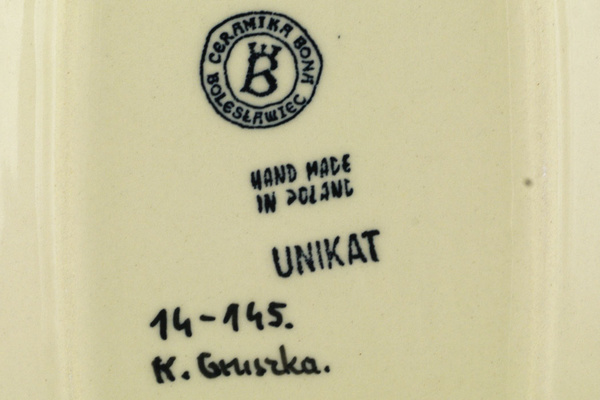 CERAMIKA BONA
BOLESŁAWIEC
B
HAND MADE
IN POLAND
UNIKAT
14-145.
K. Gruszka.